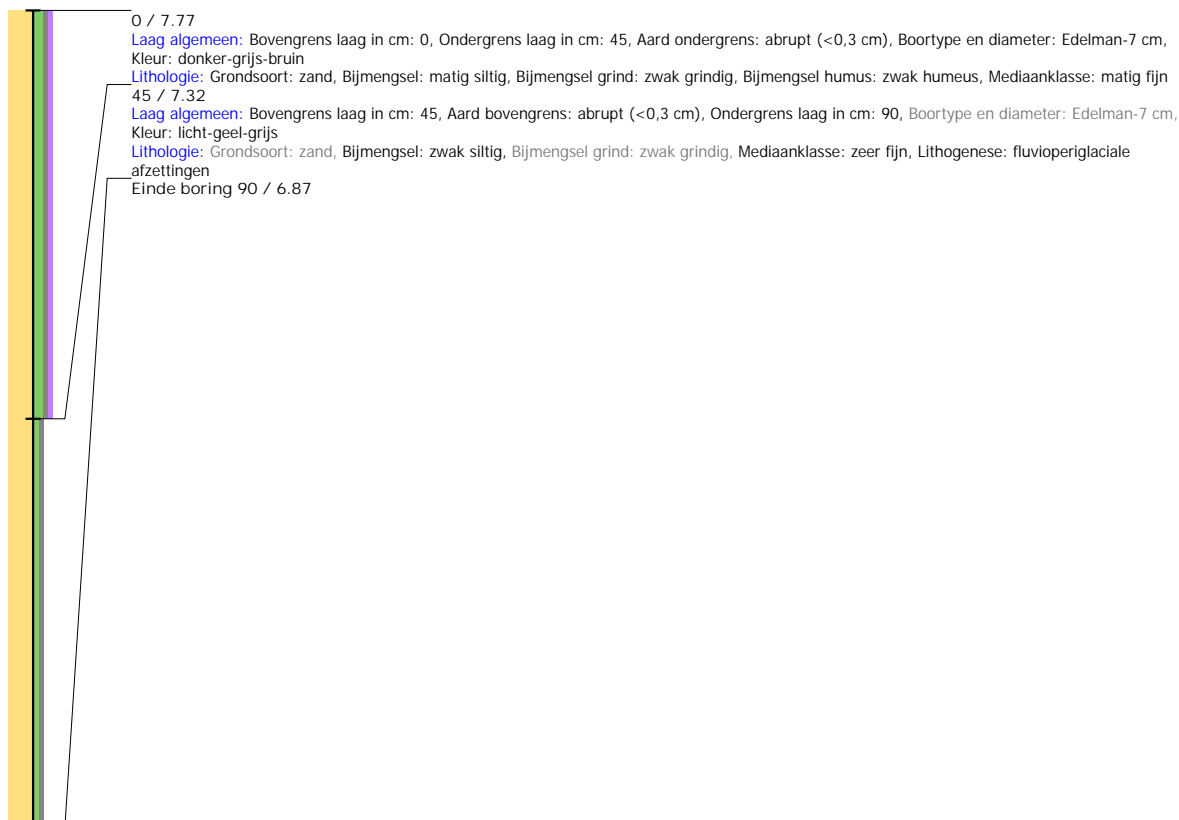 0 / 7.77
Laag algemeen: Bovengrens laag in cm: 0, Ondergrens laag in cm: 45, Aard ondergrens: abrupt (<0,3 cm), Boortype en diameter: Edelman-7 cm,
Kleur: donker-grijs-bruin
Lithologie: Grondsoort: zand, Bijmengsel: matig siltig, Bijmengsel grind: zwak grindig, Bijmengsel humus: zwak humeus, Mediaanklasse: matig fijn
45 / 7.32
Laag algemeen: Bovengrens laag in cm: 45, Aard bovengrens: abrupt (<0,3 cm), Ondergrens laag in cm: 90, Boortype en diameter: Edelman-7 cm,
Kleur: licht-geel-grijs
Lithologie: Grondsoort: zand, Bijmengsel: zwak siltig, Bijmengsel grind: zwak grindig, Mediaanklasse: zeer fijn, Lithogenese: fluvioperiglaciale
afzettingen
Einde boring 90 / 6.87